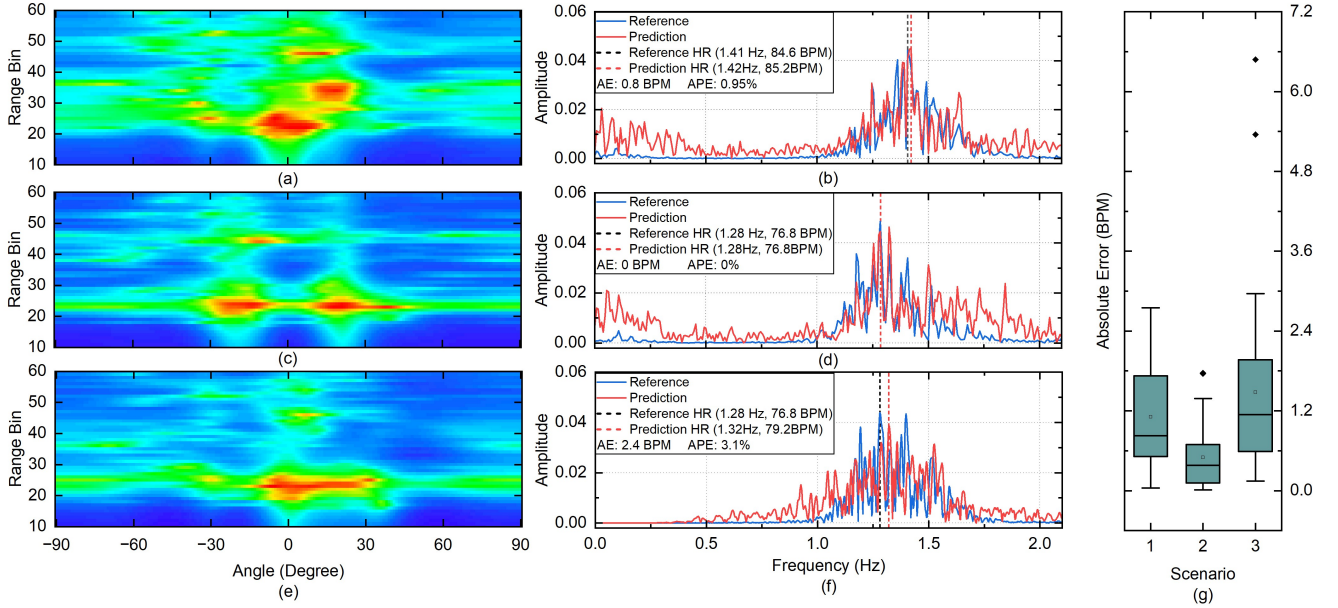 60
50
40
30
20
10
Range Bin
(a)
0.06
0.04
0.02
0.00
Amplitude
Reference
Prediction
Reference HR (1.41 Hz, 84.6 BPM)
Prediction HR (1.42Hz, 85.2BPM)
AE: 0.8 BPM APE: 0.95%
(b)
60
50
40
30
20
10
Range Bin
(c)
0.06
0.04
0.02
0.00
Amplitude
Reference
Prediction
Reference HR (1.28 Hz, 76.8 BPM)
Prediction HR (1.28Hz, 76.8BPM)
AE: 0 BPM APE: 0%
(d)
60
50
40
30
20
10
Range Bin
−90 −60 −30 0 30 60 90
Angle (Degree)
(e)
0.06
0.04
0.02
0.00
Amplitude
Reference
Prediction
Reference HR (1.28 Hz, 76.8 BPM)
Prediction HR (1.32Hz, 79.2BPM)
AE: 2.4 BPM APE: 3.1%
0.0 0.5 1.0 1.5 2.0
Frequency (Hz)
(f)
Absolute Error (BPM)
7.2
6.0
4.8
3.6
2.4
1.2
0.0
1 2 3
Scenario
(g)